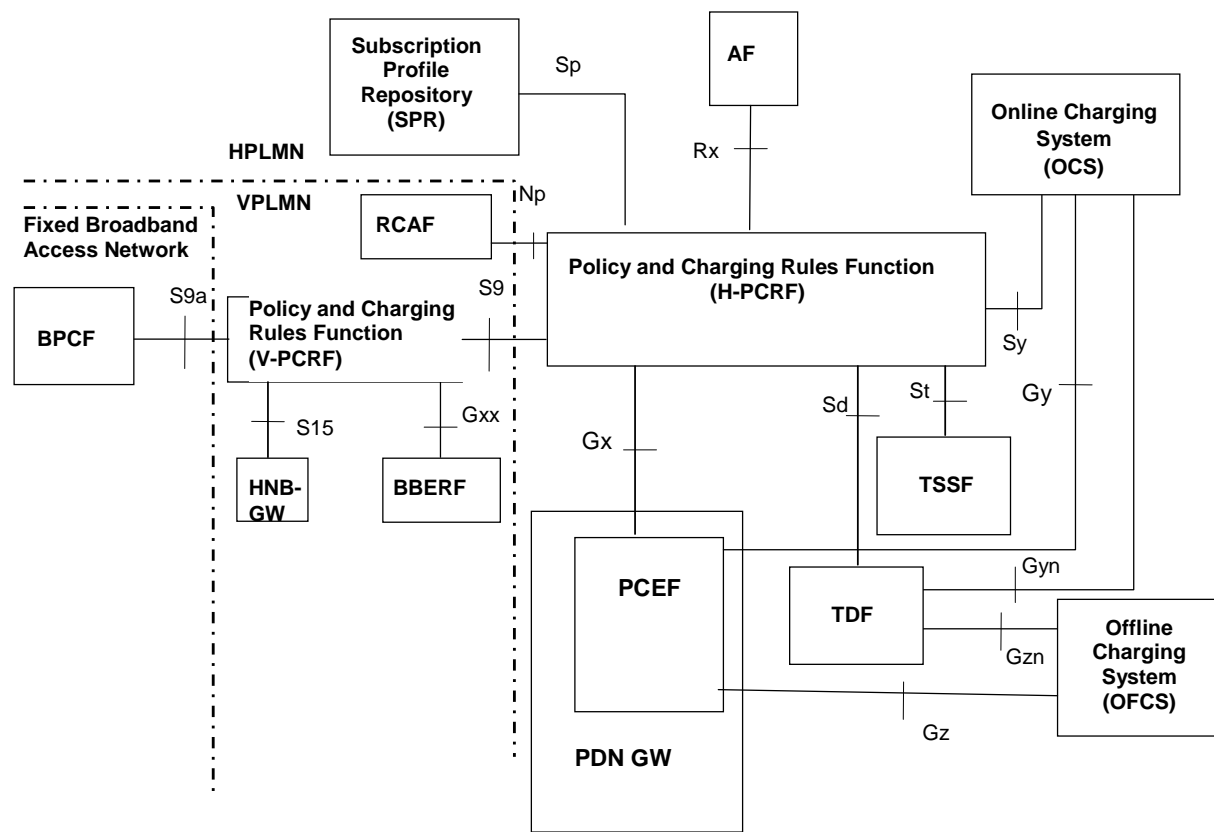 Subscription
Profile
Repository
(SPR)
Sp
AF
Rx
Online Charging
System
(OCS)
HPLMN
VPLMN
Np
RCAF
Fixed Broadband
Access Network
Policy and Charging Rules Function
(H-PCRF)
S9a
BPCF
Policy and Charging
Rules Function
(V-PCRF)
S9
Sy
S15
Gxx
Gx
Sd
St
Gy
HNB-
GW
BBERF
TSSF
PCEF
TDF
Gyn
Gzn
Offline
Charging
System
(OFCS)
Gz
PDN GW